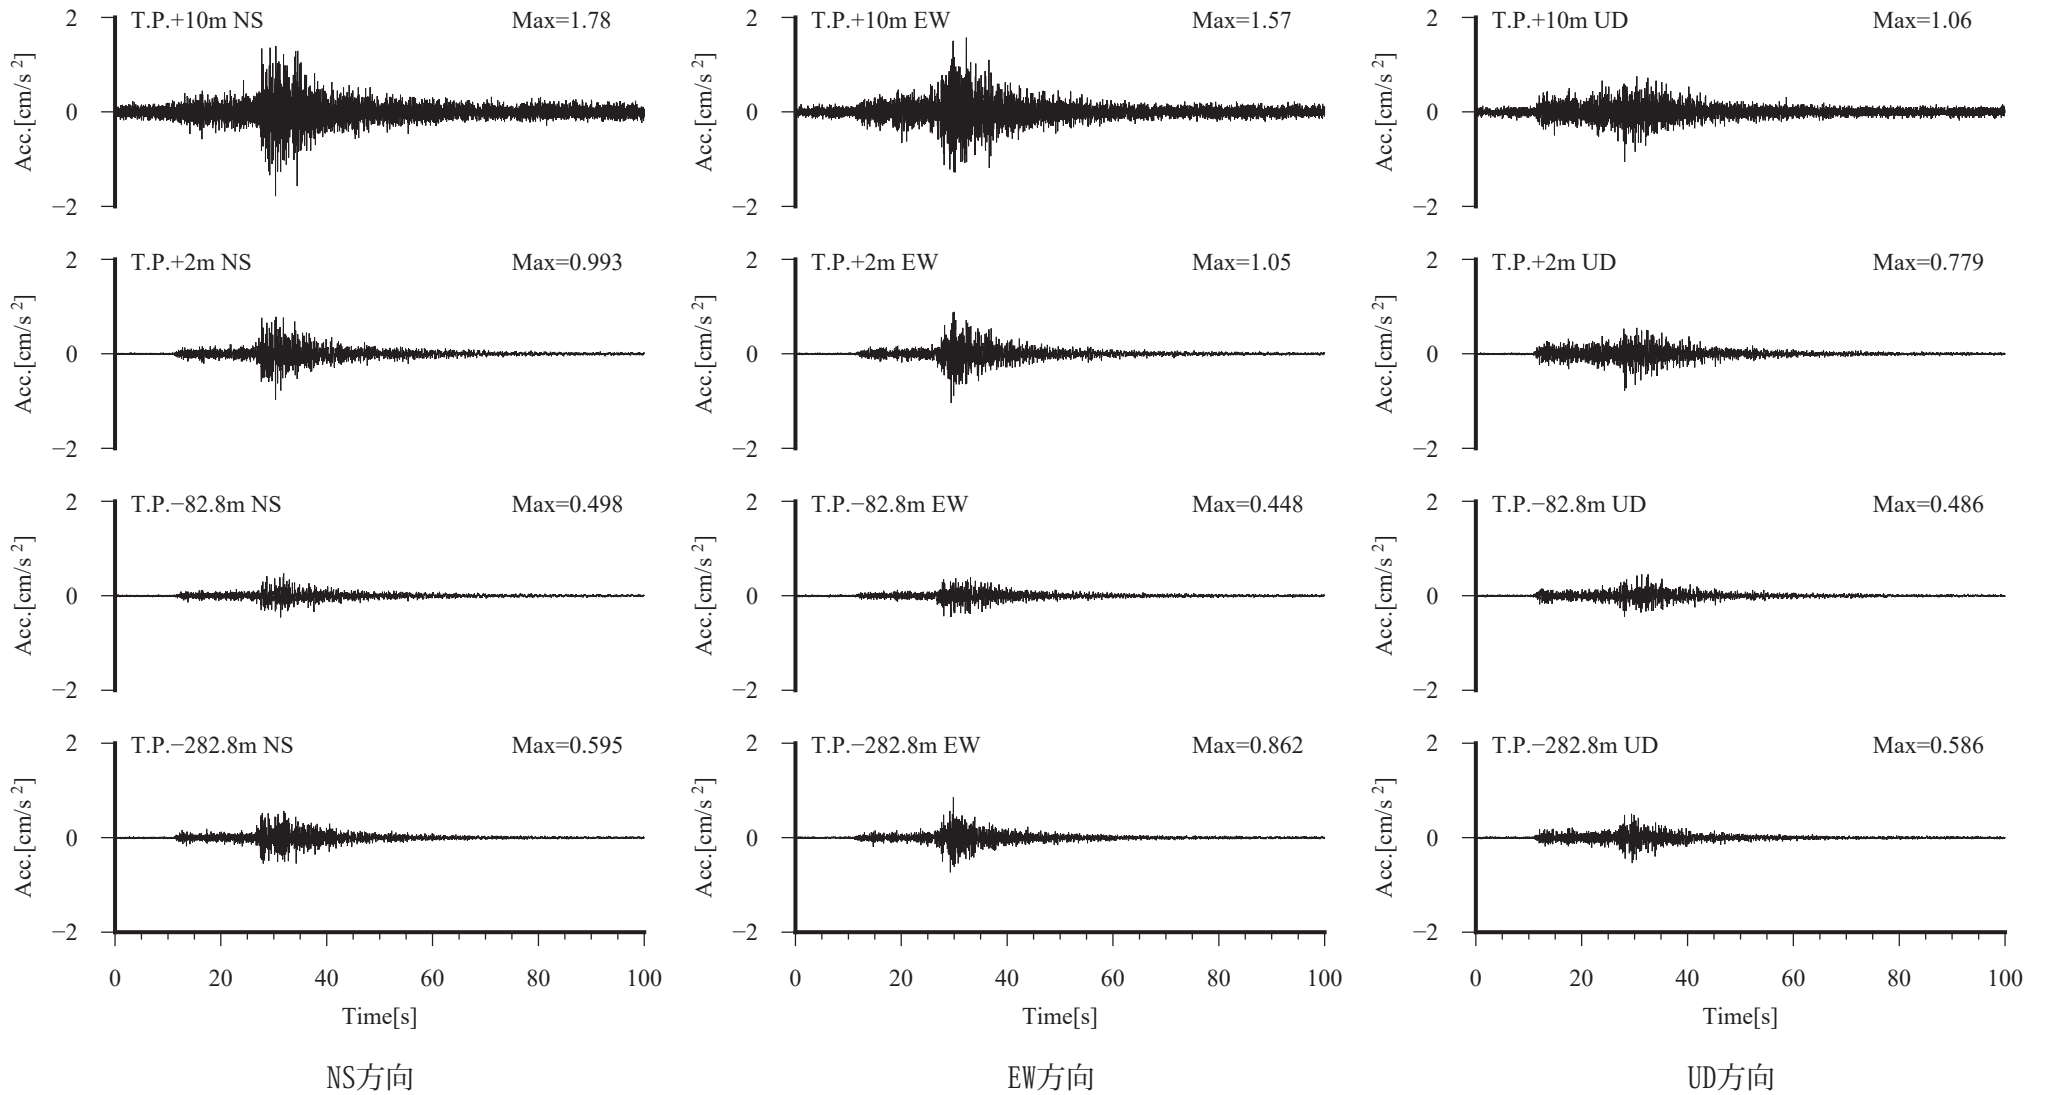 T.P.+10m NS Max=1.78
2
0
−2
Acc.[cm/s²]
T.P.+10m EW Max=1.57
2
0
−2
Acc.[cm/s²]
T.P.+10m UD Max=1.06
2
0
−2
Acc.[cm/s²]
T.P.+2m NS Max=0.993
2
0
−2
Acc.[cm/s²]
T.P.+2m EW Max=1.05
2
0
−2
Acc.[cm/s²]
T.P.+2m UD Max=0.779
2
0
−2
Acc.[cm/s²]
T.P.−82.8m NS Max=0.498
2
0
−2
Acc.[cm/s²]
T.P.−82.8m EW Max=0.448
2
0
−2
Acc.[cm/s²]
T.P.−82.8m UD Max=0.486
2
0
−2
Acc.[cm/s²]
T.P.−282.8m NS Max=0.595
2
0
−2
Acc.[cm/s²]
0 20 40 60 80 100
Time[s]
NS方向
T.P.−282.8m EW Max=0.862
2
0
−2
Acc.[cm/s²]
0 20 40 60 80 100
Time[s]
EW方向
T.P.−282.8m UD Max=0.586
2
0
−2
Acc.[cm/s²]
0 20 40 60 80 100
Time[s]
UD方向